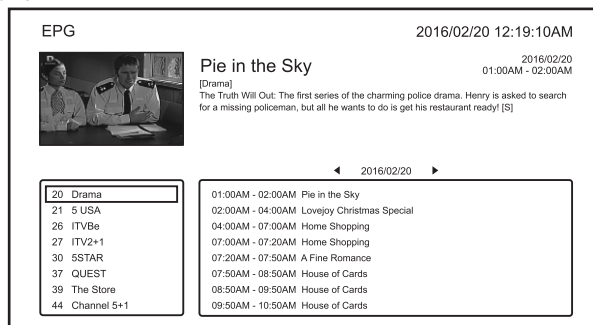 EPG
2016/02/20 12:19:10AM
Pie in the Sky
2016/02/20
01:00AM - 02:00AM
[Drama]
The Truth Will Out: The first series of the charming police drama. Henry is asked to search
for a missing policeman, but all he wants to do is get his restaurant ready! [S]
◀ 2016/02/20 ▶
20 Drama
21 5 USA
26 ITVBe
27 ITV2+1
30 5STAR
37 QUEST
39 The Store
44 Channel 5+1
01:00AM - 02:00AM Pie in the Sky
02:00AM - 04:00AM Lovejoy Christmas Special
04:00AM - 07:00AM Home Shopping
07:00AM - 07:20AM Home Shopping
07:20AM - 07:50AM A Fine Romance
07:50AM - 08:50AM House of Cards
08:50AM - 09:50AM House of Cards
09:50AM - 10:50AM House of Cards